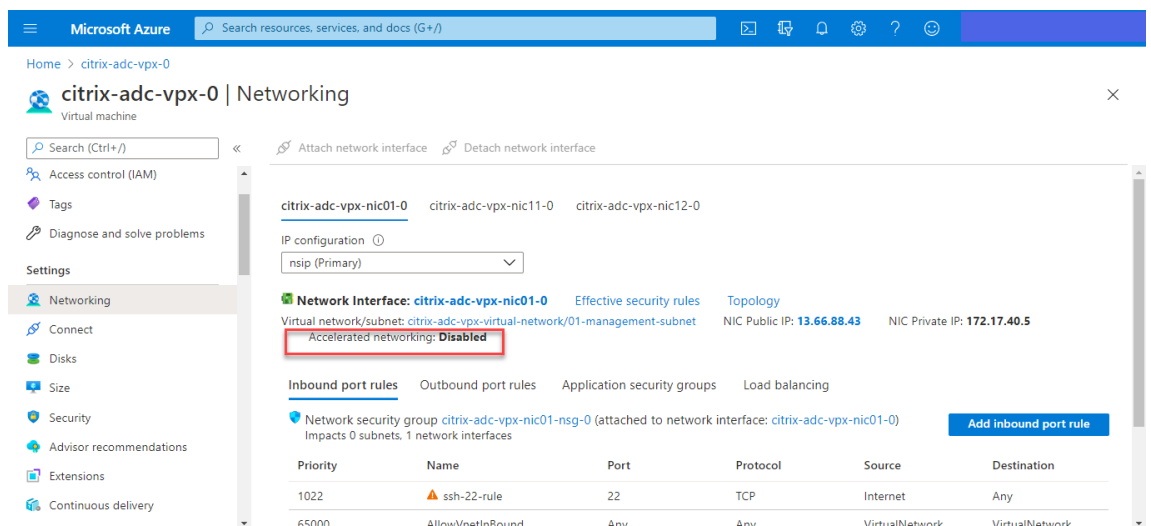 Microsoft Azure
Search resources, services, and docs (G+/)
Home > citrix-adc-vpx-0
citrix-adc-vpx-0 | Networking
Virtual machine
Search (Ctrl+/)
«
Attach network interface Detach network interface
Access control (IAM)
Tags
Diagnose and solve problems
Settings
Networking
Connect
Disks
Size
Security
Advisor recommendations
Extensions
Continuous delivery
citrix-adc-vpx-nic01-0 citrix-adc-vpx-nic11-0 citrix-adc-vpx-nic12-0
IP configuration
nsip (Primary)
Network Interface: citrix-adc-vpx-nic01-0 Effective security rules Topology
Virtual network/subnet: citrix-adc-vpx-virtual-network/01-management-subnet NIC Public IP: 13.66.88.43 NIC Private IP: 172.17.40.5
Accelerated networking: Disabled
Inbound port rules Outbound port rules Application security groups Load balancing
Network security group citrix-adc-vpx-nic01-nsg-0 (attached to network interface: citrix-adc-vpx-nic01-0)
Impacts 0 subnets, 1 network interfaces
Add inbound port rule
Priority Name Port Protocol Source Destination
1022 ssh-22-rule 22 TCP Internet Any
65000 AllowVnetInBound Any Any VirtualNetwork VirtualNetwork